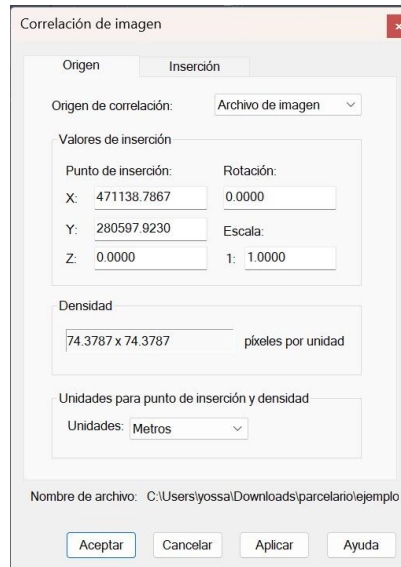 Correlación de imagen
Origen Inserción
Origen de correlación: Archivo de imagen
Valores de inserción
Punto de inserción: Rotación:
X: 471138.7867 0.0000
Y: 280597.9230 Escala:
Z: 0.0000 1: 1.0000
Densidad
74.3787 x 74.3787 píxeles por unidad
Unidades para punto de inserción y densidad
Unidades: Metros
Nombre de archivo: C:\Users\yossa\Downloads\parcelario\ejemplo
Aceptar Cancelar Aplicar Ayuda